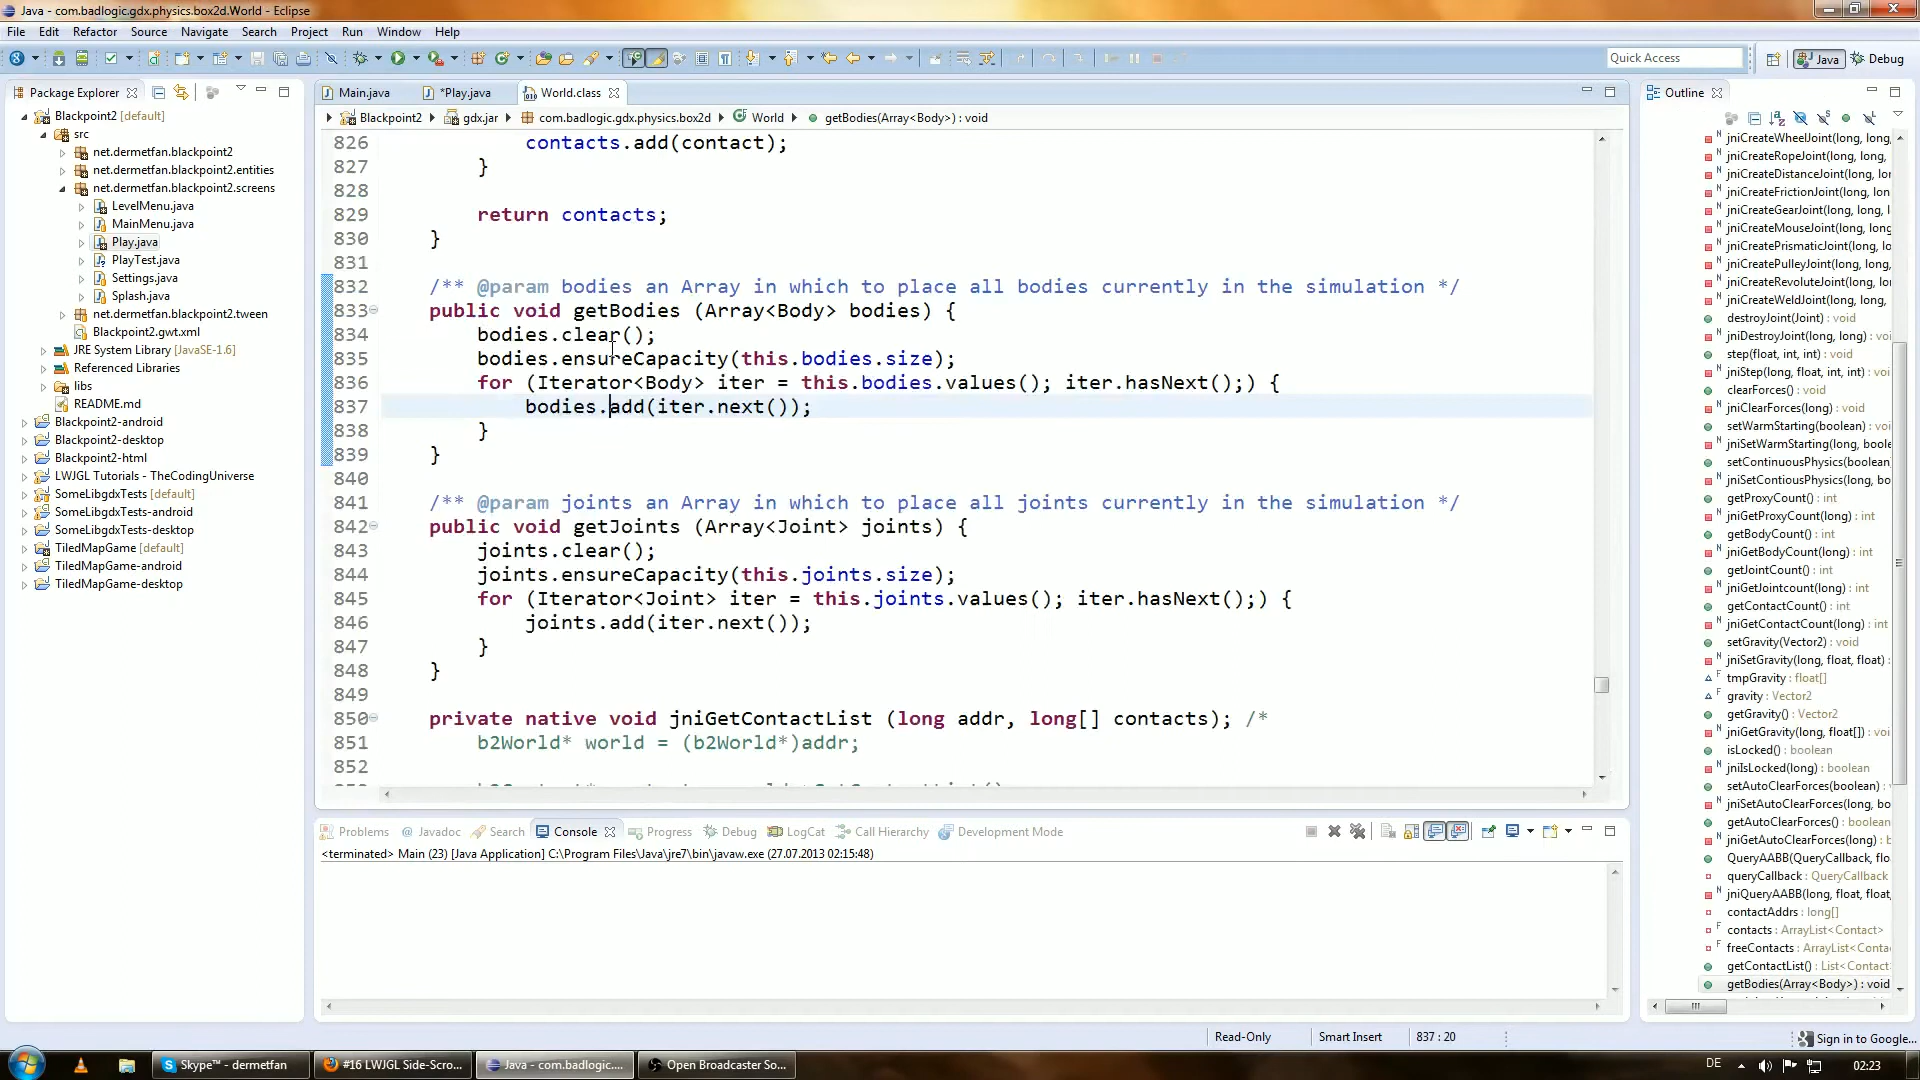 Java - com.badlogic.gdx.physics.box2d.World - Eclipse
File Edit Refactor Source Navigate Search Project Run Window Help
Quick Access
Java
Debug
Package Explorer
Main.java
*Play.java
World.class
Outline
Blackpoint2 [default]
src
net.dermetfan.blackpoint2
net.dermetfan.blackpoint2.entities
net.dermetfan.blackpoint2.screens
LevelMenu.java
MainMenu.java
Play.java
PlayTest.java
Settings.java
Splash.java
net.dermetfan.blackpoint2.tween
Blackpoint2.gwt.xml
JRE System Library [JavaSE-1.6]
Referenced Libraries
libs
README.md
Blackpoint2-android
Blackpoint2-desktop
Blackpoint2-html
LWJGL Tutorials - TheCodingUniverse
SomeLibgdxTests [default]
SomeLibgdxTests-android
SomeLibgdxTests-desktop
TiledMapGame [default]
TiledMapGame-android
TiledMapGame-desktop
Blackpoint2 gdx.jar com.badlogic.gdx.physics.box2d World getBodies(Array<Body>) : void
826 contacts.add(contact);
827 }
828
829 return contacts;
830 }
831
832 /** @param bodies an Array in which to place all bodies currently in the simulation */
833 public void getBodies (Array<Body> bodies) {
834 bodies.clear();
835 bodies.ensureCapacity(this.bodies.size);
836 for (Iterator<Body> iter = this.bodies.values(); iter.hasNext();) {
837 bodies.add(iter.next());
838 }
839 }
840
841 /** @param joints an Array in which to place all joints currently in the simulation */
842 public void getJoints (Array<Joint> joints) {
843 joints.clear();
844 joints.ensureCapacity(this.joints.size);
845 for (Iterator<Joint> iter = this.joints.values(); iter.hasNext();) {
846 joints.add(iter.next());
847 }
848 }
849
850 private native void jniGetContactList (long addr, long[] contacts); /*
851 b2World* world = (b2World*)addr;
852
jniCreateWheelJoint(long, long,
jniCreateRopeJoint(long, long,
jniCreateDistanceJoint(long, lor
jniCreateFrictionJoint(long, long
jniCreateGearJoint(long, long, l
jniCreateMouseJoint(long, long,
jniCreatePrismaticJoint(long, lo
jniCreatePulleyJoint(long, long,
jniCreateRevoluteJoint(long, lon
jniCreateWeldJoint(long, long, l
destroyJoint(Joint) : void
jniDestroyJoint(long, long) : voi
step(float, int, int) : void
jniStep(long, float, int, int) : voi
clearForces() : void
jniClearForces(long) : void
setWarmStarting(boolean) : voi
jniSetWarmStarting(long, boole
setContinuousPhysics(boolean
jniSetContiousPhysics(long, bo
getProxyCount() : int
jniGetProxyCount(long) : int
getBodyCount() : int
jniGetBodyCount(long) : int
getJointCount() : int
jniGetJointcount(long) : int
getContactCount() : int
jniGetContactCount(long) : int
setGravity(Vector2) : void
jniSetGravity(long, float, float) :
tmpGravity : float[]
gravity : Vector2
getGravity() : Vector2
jniGetGravity(long, float[]) : voi
isLocked() : boolean
jniIsLocked(long) : boolean
setAutoClearForces(boolean) :
jniSetAutoClearForces(long, bo
getAutoClearForces() : boolean
jniGetAutoClearForces(long) : b
QueryAABB(QueryCallback, flo
queryCallback : QueryCallback
jniQueryAABB(long, float, float,
contactAddrs : long[]
contacts : ArrayList<Contact>
freeContacts : ArrayList<Conta
getContactList() : List<Contact
getBodies(Array<Body>) : void
Problems @ Javadoc Search Console Progress Debug LogCat Call Hierarchy Development Mode
<terminated> Main (23) [Java Application] C:\Program Files\Java\jre7\bin\javaw.exe (27.07.2013 02:15:48)
Read-Only Smart Insert 837 : 20 Sign in to Google...
Skype™ - dermetfan
#16 LWJGL Side-Scro...
Java - com.badlogic....
Open Broadcaster So...
DE
02:23